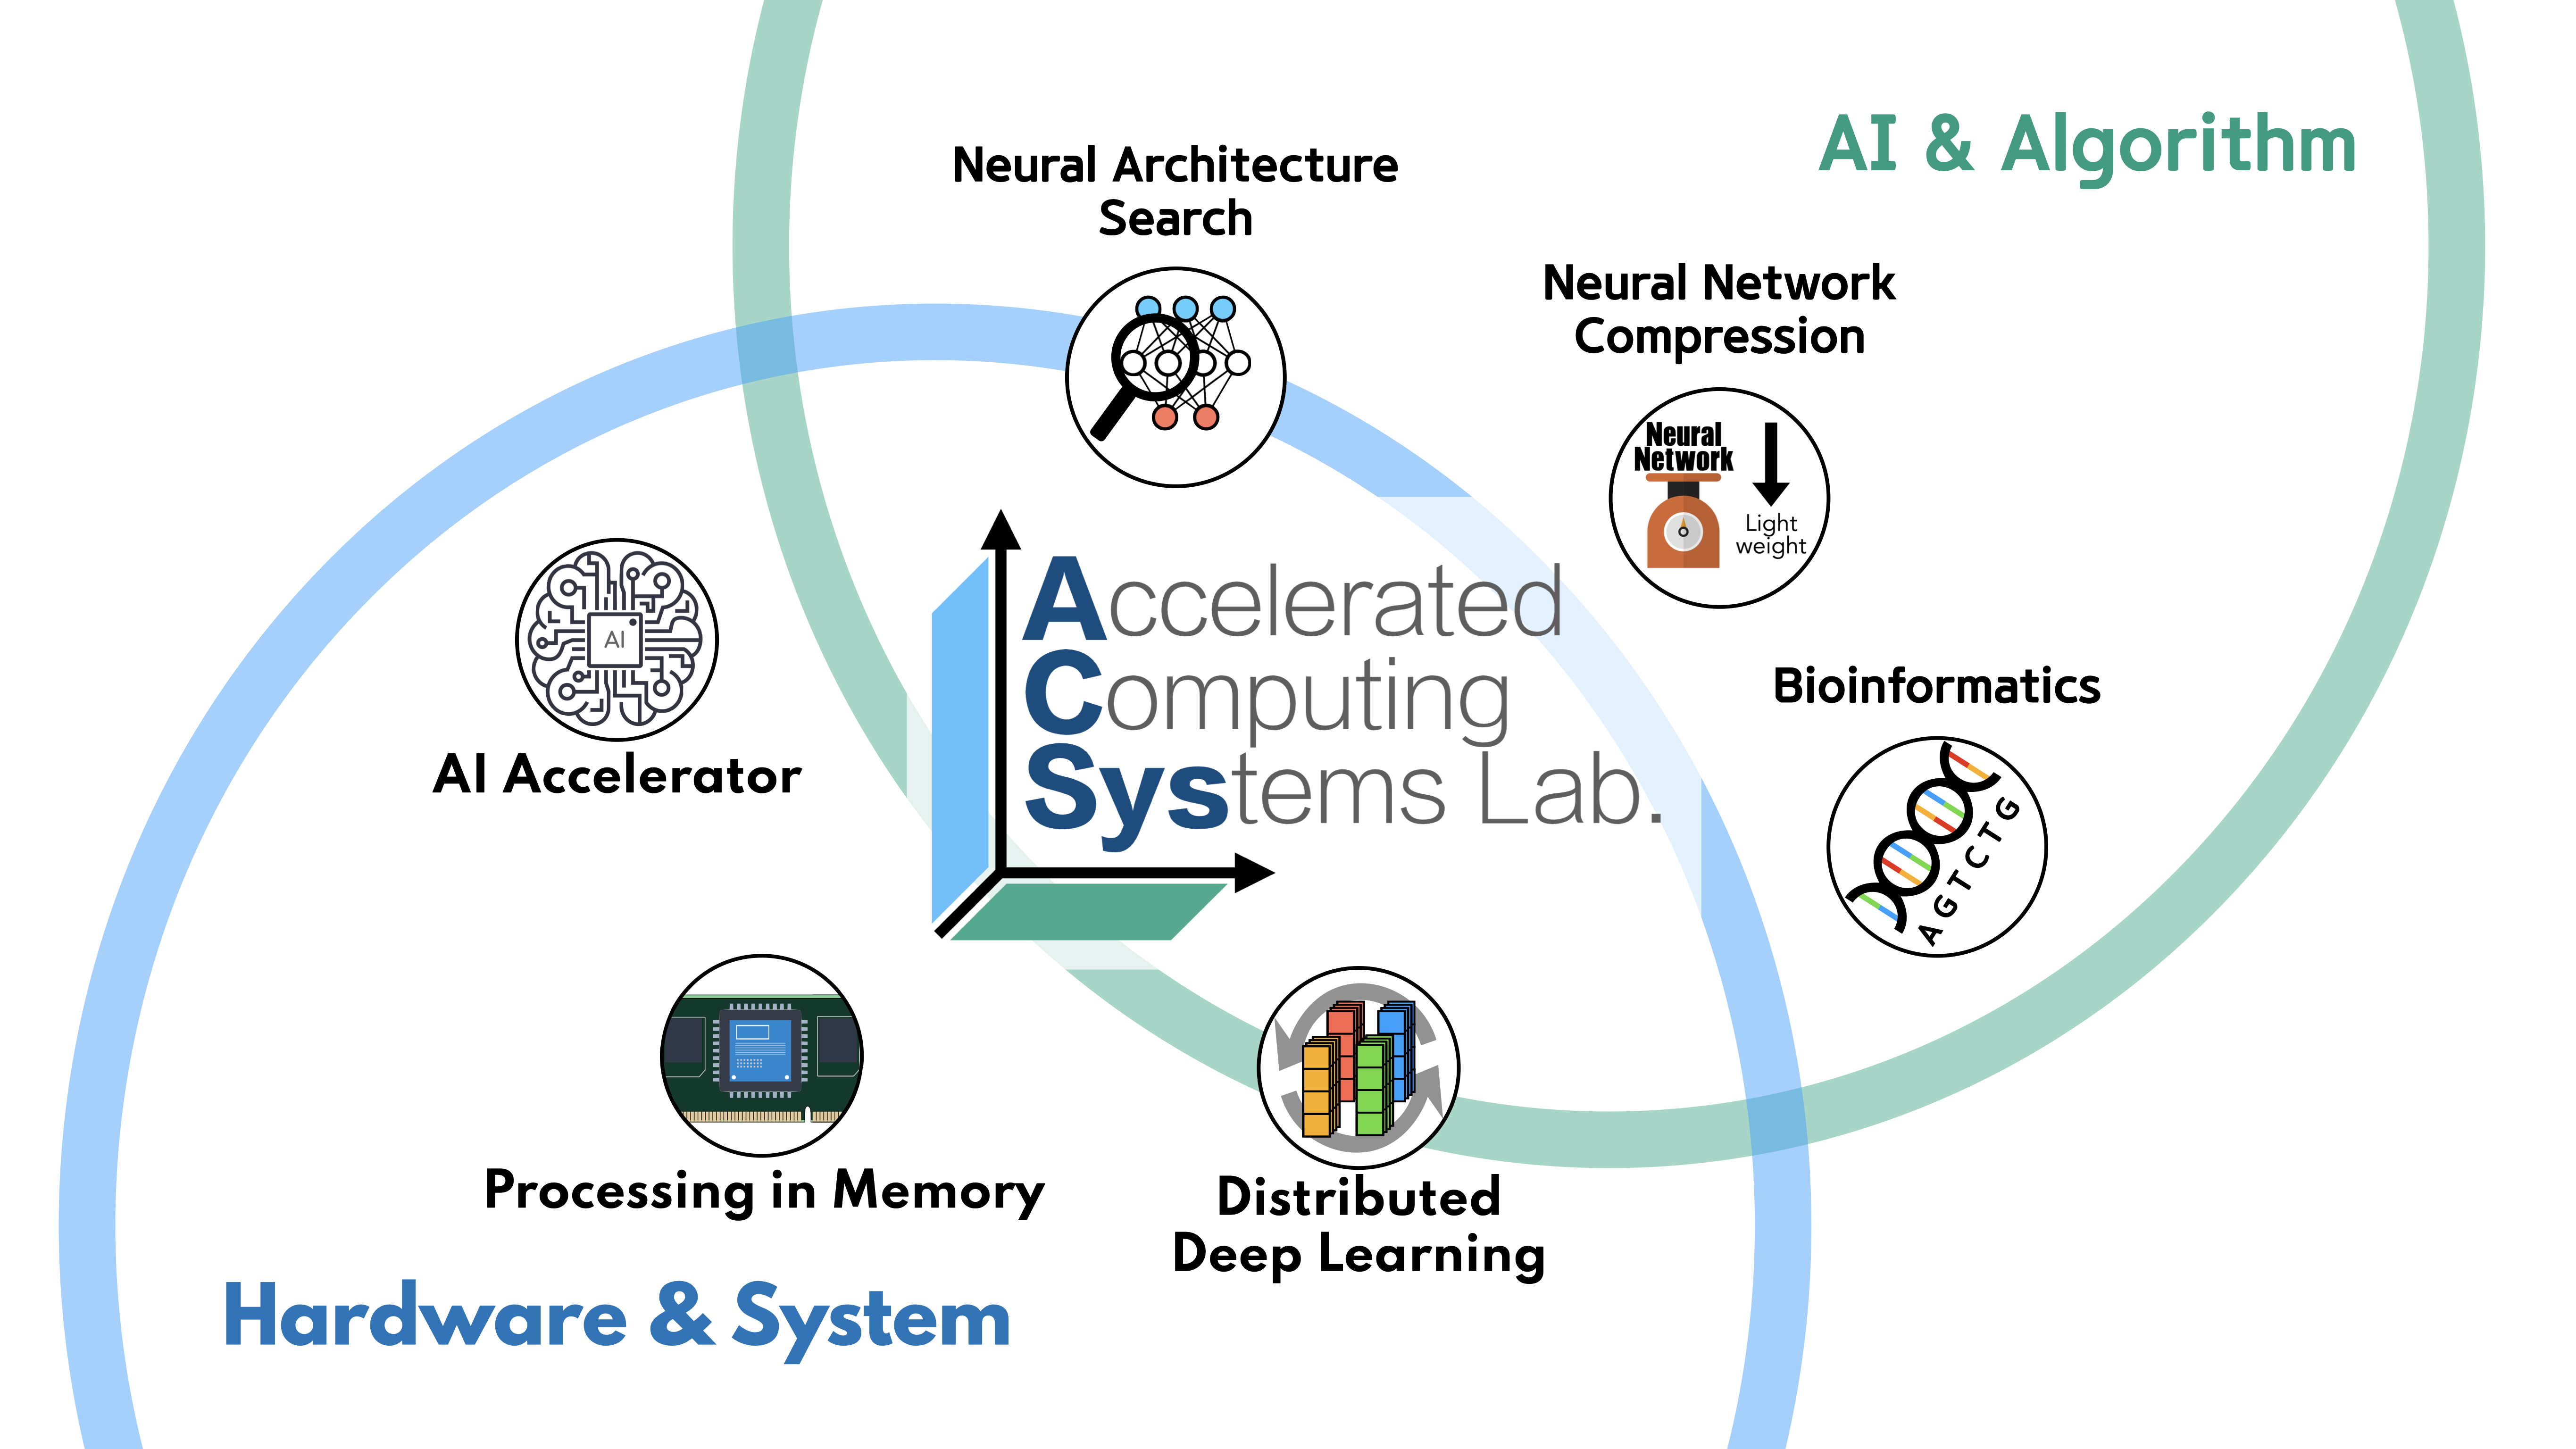 AI & Algorithm
Neural Architecture
Search
Neural Network
Compression
Neural
Network
Light
weight
Accelerated
Computing
Systems Lab.
AI
AI Accelerator
Bioinformatics
AGTCTG
Processing in Memory
Distributed
Deep Learning
Hardware & System